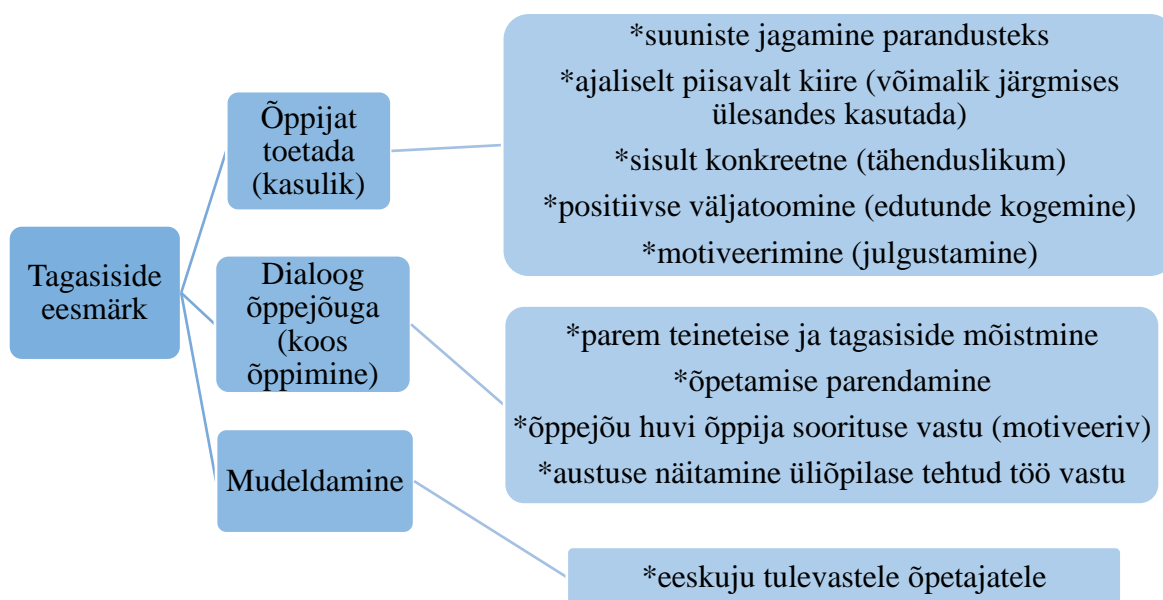 Tagasiside
eesmärk
Õppijat
toetada
(kasulik)
*suuniste jagamine parandusteks
*ajaliselt piisavalt kiire (võimalik järgmises
ülesandes kasutada)
*sisult konkreetne (tähenduslikum)
*positiivse väljatoomine (edutunde kogemine)
*motiveerimine (julgustamine)
Dialoog
õppejõuga
(koos
õppimine)
*parem teineteise ja tagasiside mõistmine
*õpetamise parendamine
*õppejõu huvi õppija soorituse vastu (motiveeriv)
*austuse näitamine üliõpilase tehtud töö vastu
Mudeldamine
*eeskuju tulevastele õpetajatele